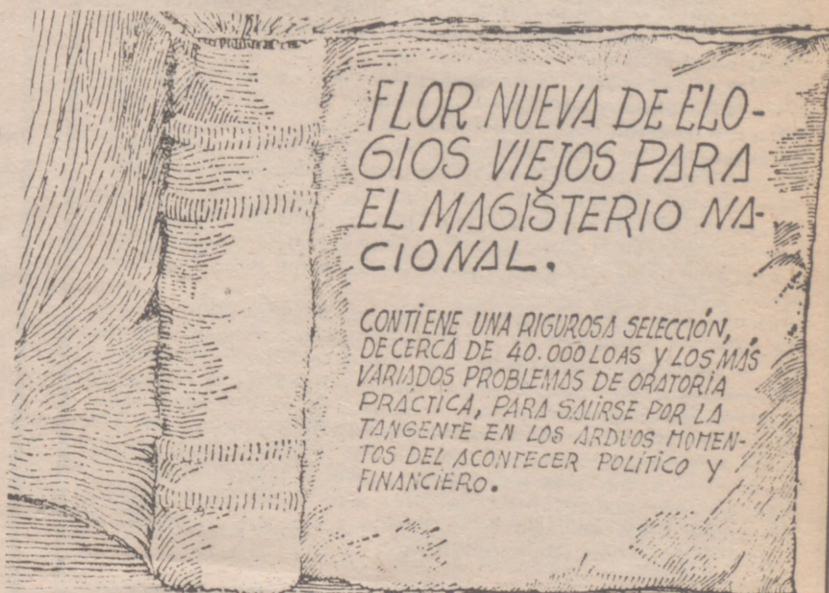 FLOR NUEVA DE ELO-
GIOS VIEJOS PARA
EL MAGISTERIO NA-
CIONAL.
CONTIENE UNA RIGUROSA SELECCIÓN,
DE CERCA DE 40.000 LOAS Y LOS MÁS
VARIADOS PROBLEMAS DE ORATORIA
PRACTICA, PARA SALIRSE POR LA
TANGENTE EN LOS ARDUOS MOMEN-
TOS DEL ACONTECER POLÍTICO Y
FINANCIERO.